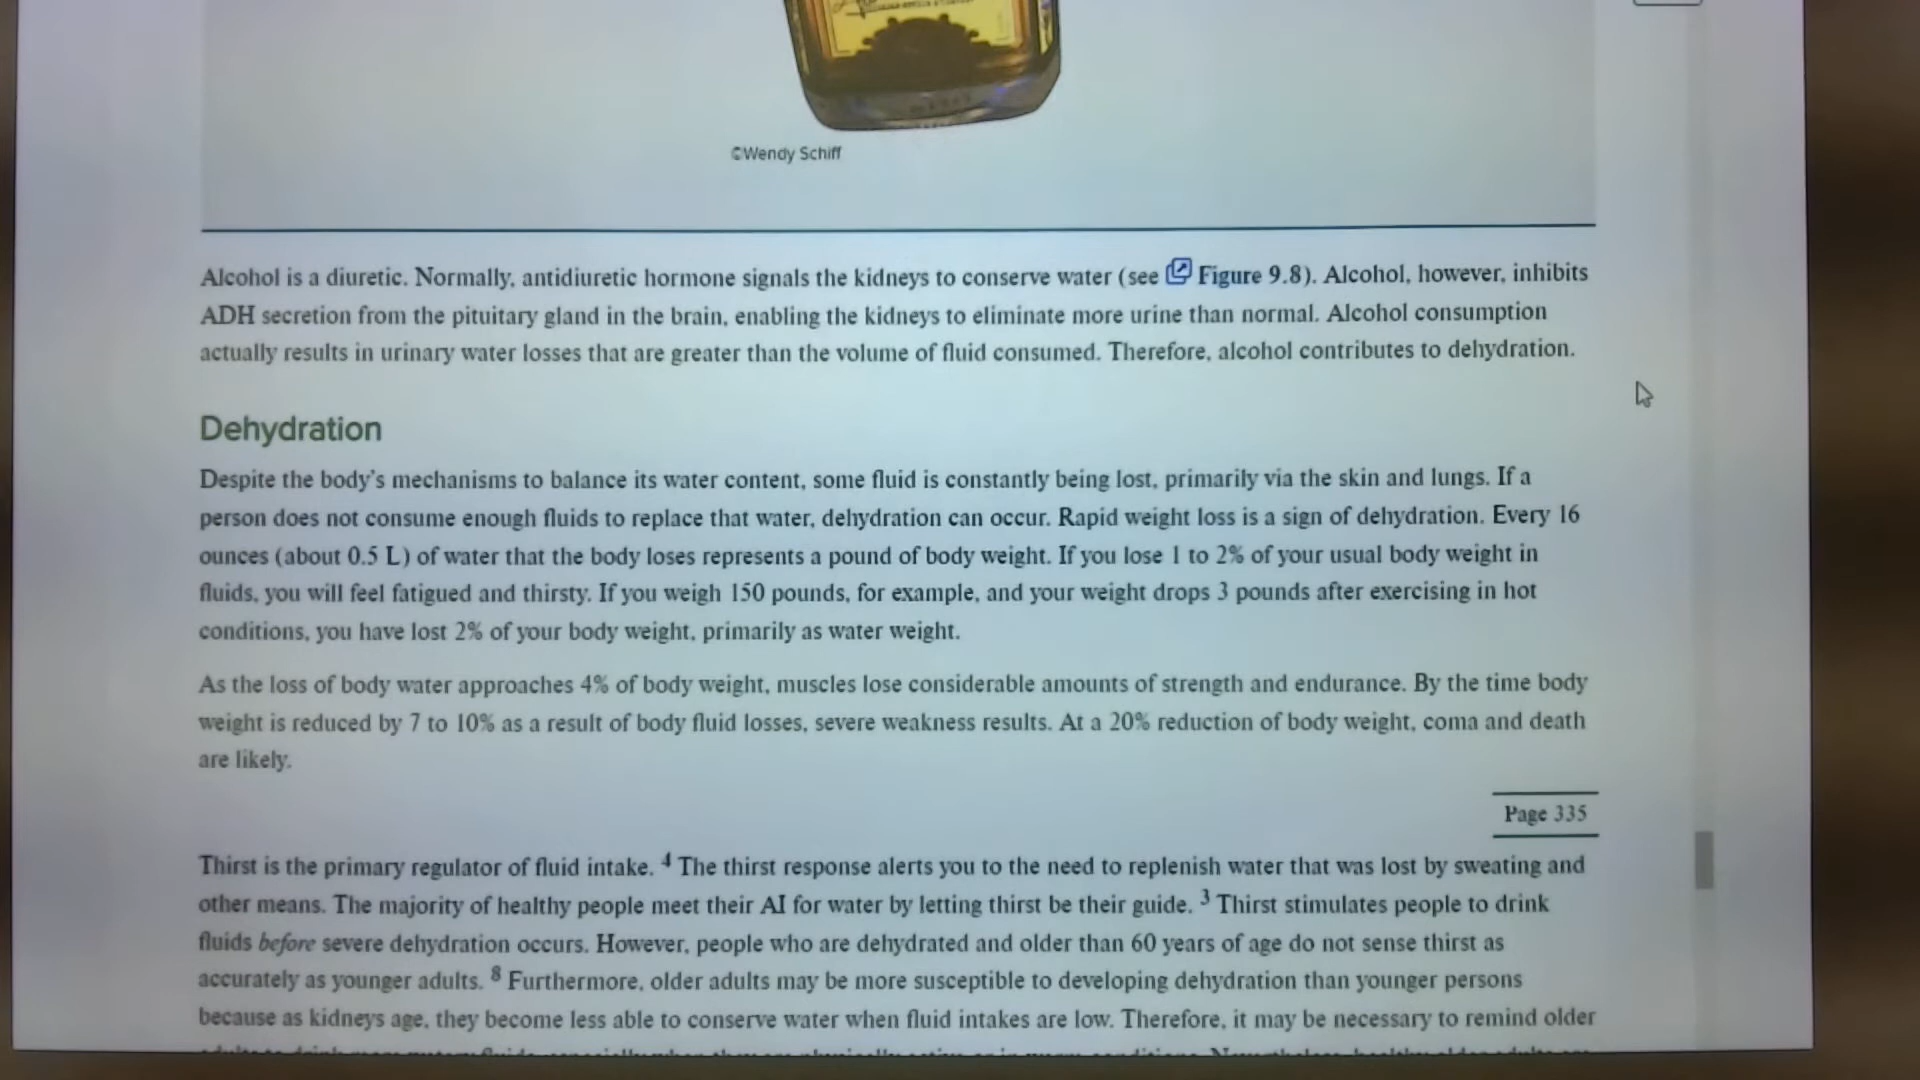 ©Wendy Schiff
Alcohol is a diuretic. Normally, antidiuretic hormone signals the kidneys to conserve water (see Figure 9.8). Alcohol, however, inhibits
ADH secretion from the pituitary gland in the brain, enabling the kidneys to eliminate more urine than normal. Alcohol consumption
actually results in urinary water losses that are greater than the volume of fluid consumed. Therefore, alcohol contributes to dehydration.
Dehydration
Despite the body's mechanisms to balance its water content, some fluid is constantly being lost, primarily via the skin and lungs. If a
person does not consume enough fluids to replace that water, dehydration can occur. Rapid weight loss is a sign of dehydration. Every 16
ounces (about 0.5 L) of water that the body loses represents a pound of body weight. If you lose 1 to 2% of your usual body weight in
fluids, you will feel fatigued and thirsty. If you weigh 150 pounds, for example, and your weight drops 3 pounds after exercising in hot
conditions, you have lost 2% of your body weight, primarily as water weight.
As the loss of body water approaches 4% of body weight, muscles lose considerable amounts of strength and endurance. By the time body
weight is reduced by 7 to 10% as a result of body fluid losses, severe weakness results. At a 20% reduction of body weight, coma and death
are likely.
Page 335
Thirst is the primary regulator of fluid intake. 4 The thirst response alerts you to the need to replenish water that was lost by sweating and
other means. The majority of healthy people meet their AI for water by letting thirst be their guide. 3 Thirst stimulates people to drink
fluids before severe dehydration occurs. However, people who are dehydrated and older than 60 years of age do not sense thirst as
accurately as younger adults. 8 Furthermore, older adults may be more susceptible to developing dehydration than younger persons
because as kidneys age, they become less able to conserve water when fluid intakes are low. Therefore, it may be necessary to remind older